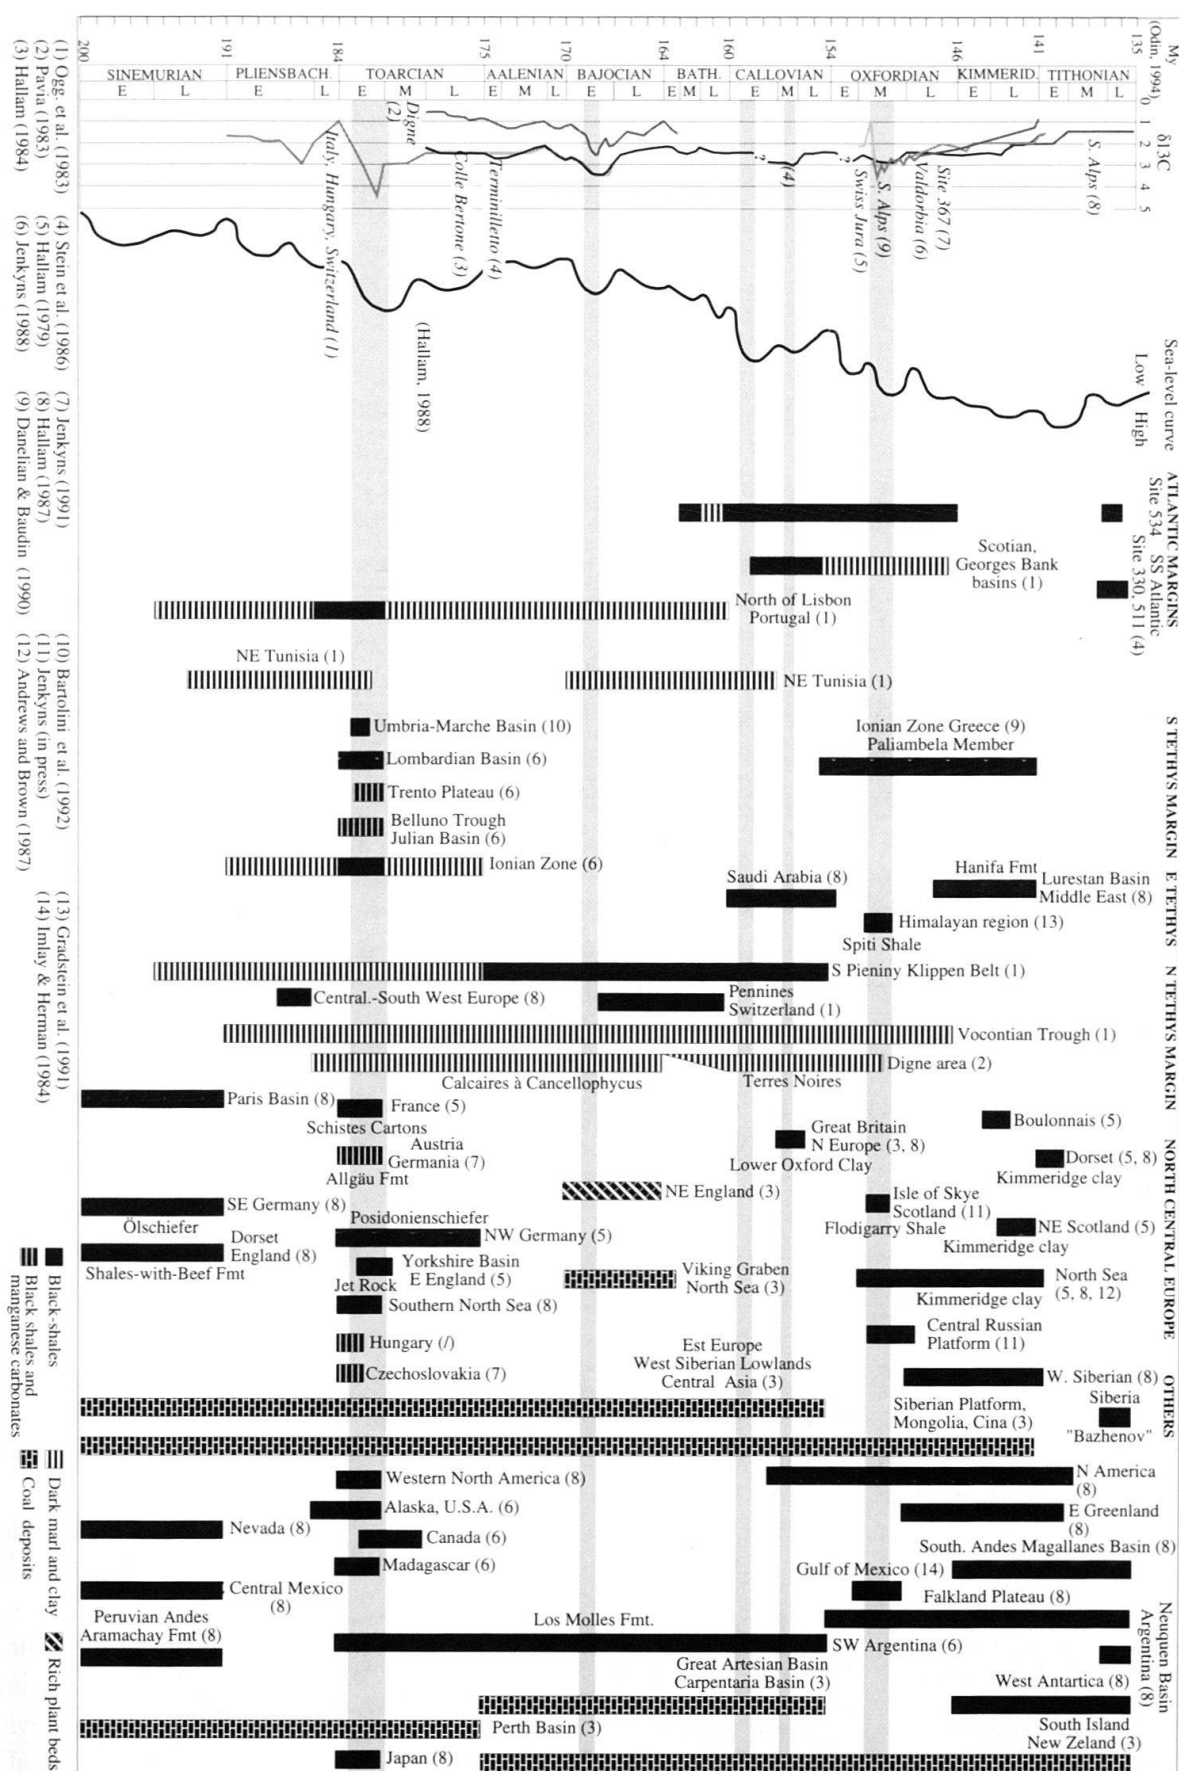 My
(Odin, 1994)
200
191
184
175
170
164
160
154
146
141
135
SINEMURIAN
PLIENSBACH.
TOARCIAN
AALENIAN
BAJOCIAN
BATH.
CALLOVIAN
OXFORDIAN
KIMMERID.
TITHONIAN
E L
E L
E M L
E L
E L
E M L
E M L
E M L
E L
E M L
δ13C
0
1
2
3
4
5
Digne
(2)
Italy, Hungary, Switzerland (1)
Colle Bertone (3)
Terminilletto (4)
?
(4)
?
Swiss Jura (5)
S. Alps (9)
Valdorbia (6)
Site 367 (7)
S. Alps (8)
Sea-level curve
Low High
(Hallam, 1988)
ATLANTIC MARGINS
Site 534
SS Atlantic
Site 330, 511 (4)
Scotian,
Georges Bank
basins (1)
North of Lisbon
Portugal (1)
S TETHYS MARGIN
NE Tunisia (1)
NE Tunisia (1)
Umbria-Marche Basin (10)
Ionian Zone Greece (9)
Paliambela Member
Lombardian Basin (6)
Trento Plateau (6)
Belluno Trough
Julian Basin (6)
Ionian Zone (6)
E TETHYS
Saudi Arabia (8)
Hanifa Fmt
Lurestan Basin
Middle East (8)
Himalayan region (13)
Spiti Shale
N TETHYS MARGIN
S Pieniny Klippen Belt (1)
Central.-South West Europe (8)
Pennines
Switzerland (1)
Vocontian Trough (1)
Digne area (2)
Calcaires à Cancellophycus
Terres Noires
NORTH CENTRAL EUROPE
Paris Basin (8)
France (5)
Schistes Cartons
Boulonnais (5)
Great Britain
N Europe (3, 8)
Lower Oxford Clay
Austria
Germania (7)
Allgäu Fmt
Dorset (5, 8)
Kimmeridge clay
NE England (3)
Isle of Skye
Scotland (11)
Flodigarry Shale
SE Germany (8)
Ölschiefer
Posidonienschiefer
NW Germany (5)
NE Scotland (5)
Kimmeridge clay
Dorset
England (8)
Shales-with-Beef Fmt
Yorkshire Basin
E England (5)
Jet Rock
Viking Graben
North Sea (3)
North Sea
(5, 8, 12)
Kimmeridge clay
Southern North Sea (8)
Central Russian
Platform (11)
Hungary (/)
Czechoslovakia (7)
OTHERS
Est Europe
West Siberian Lowlands
Central Asia (3)
W. Siberian (8)
Siberian Platform,
Mongolia, Cina (3)
Siberia
"Bazhenov"
Western North America (8)
N America
(8)
Alaska, U.S.A. (6)
E Greenland
(8)
Nevada (8)
Canada (6)
South. Andes Magallanes Basin (8)
Madagascar (6)
Gulf of Mexico (14)
Central Mexico
(8)
Falkland Plateau (8)
Peruvian Andes
Aramachay Fmt (8)
Los Molles Fmt.
SW Argentina (6)
Neuquen Basin
Argentina (8)
Great Artesian Basin
Carpentaria Basin (3)
West Antartica (8)
Perth Basin (3)
South Island
New Zeland (3)
Japan (8)
(1) Ogg. et al. (1983)
(2) Pavia (1983)
(3) Hallam (1984)
(4) Stein et al. (1986)
(5) Hallam (1979)
(6) Jenkyns (1988)
(7) Jenkyns (1991)
(8) Hallam (1987)
(9) Danelian & Baudin (1990)
(10) Bartolini et al. (1992)
(11) Jenkyns (in press)
(12) Andrews and Brown (1987)
(13) Gradstein et al. (1991)
(14) Imlay & Herman (1984)
Black-shales
Black shales and
manganese carbonates
Dark marl and clay
Coal deposits
Rich plant beds